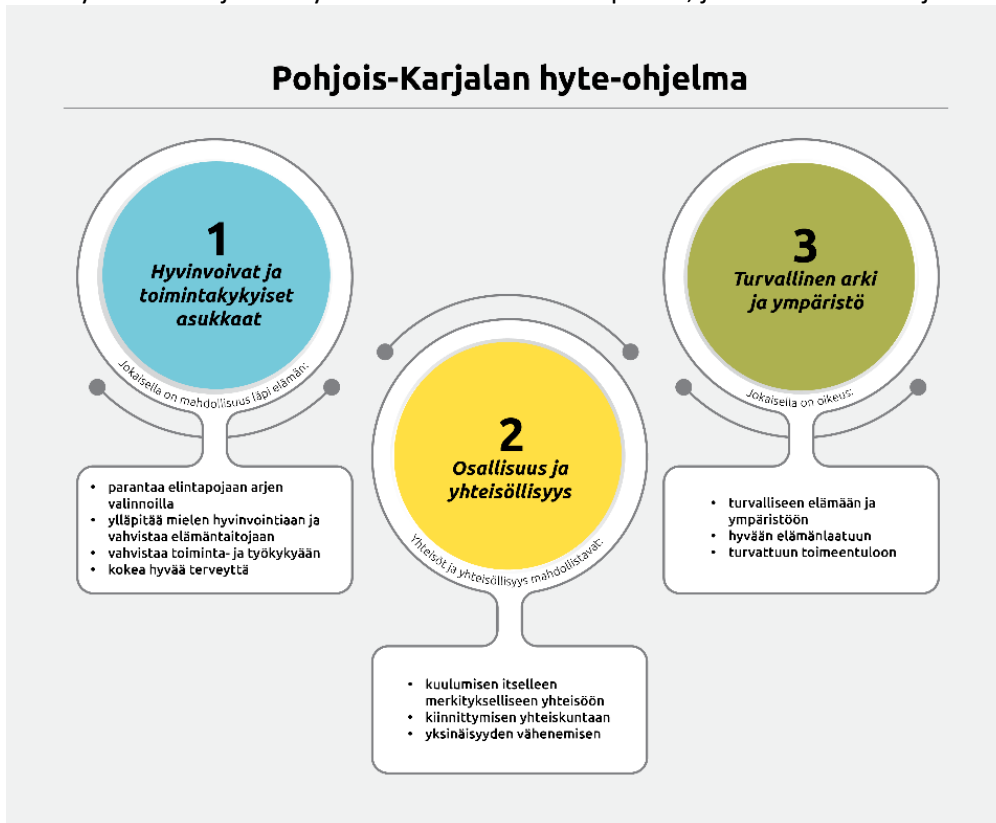 Pohjois-Karjalan hyte-ohjelma
1
Hyvinvoivat ja
toimintakykyiset
asukkaat
Jokaisella on mahdollisuus läpi elämän:
• parantaa elintapojaan arjen
valinnoilla
• ylläpitää mielen hyvinvointiaan ja
vahvistaa elämäntaitojaan
• vahvistaa toiminta- ja työkykyään
• kokea hyvää terveyttä
2
Osallisuus ja
yhteisöllisyys
Yhteisöt ja yhteisöllisyys mahdollistavat:
• kuulumisen itselleen
merkitykselliseen yhteisöön
• kiinnittymisen yhteiskuntaan
• yksinäisyyden vähenemisen
3
Turvallinen arki
ja ympäristö
Jokaisella on oikeus:
• turvalliseen elämään ja
ympäristöön
• hyvään elämänlaatuun
• turvattuun toimeentuloon